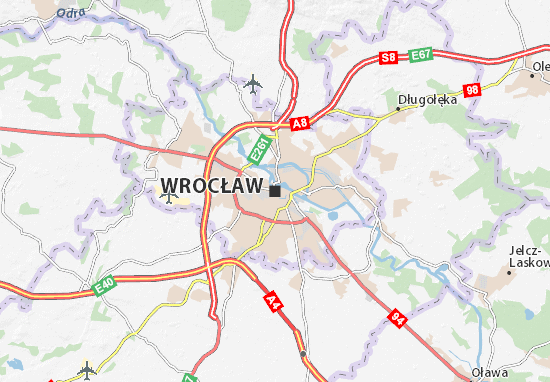 Odra
S8
E67
Ole
98
Długołęka
A8
E261
WROCŁAW
Jelcz-
Laskow
E40
A4
94
Oława